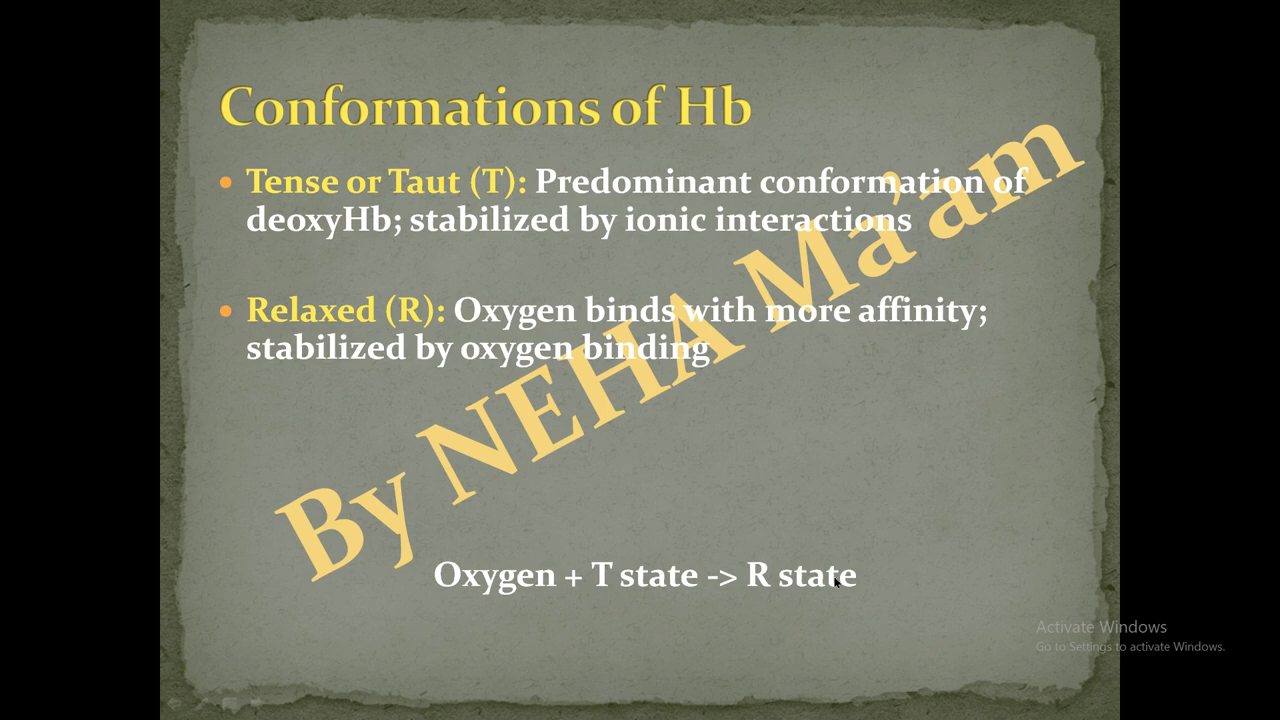 Conformations of Hb
• Tense or Taut (T): Predominant conformation of
deoxyHb; stabilized by ionic interactions
• Relaxed (R): Oxygen binds with more affinity;
stabilized by oxygen binding
By NEHA Ma'am
Oxygen + T state -> R state
Activate Windows
Go to Settings to activate Windows.